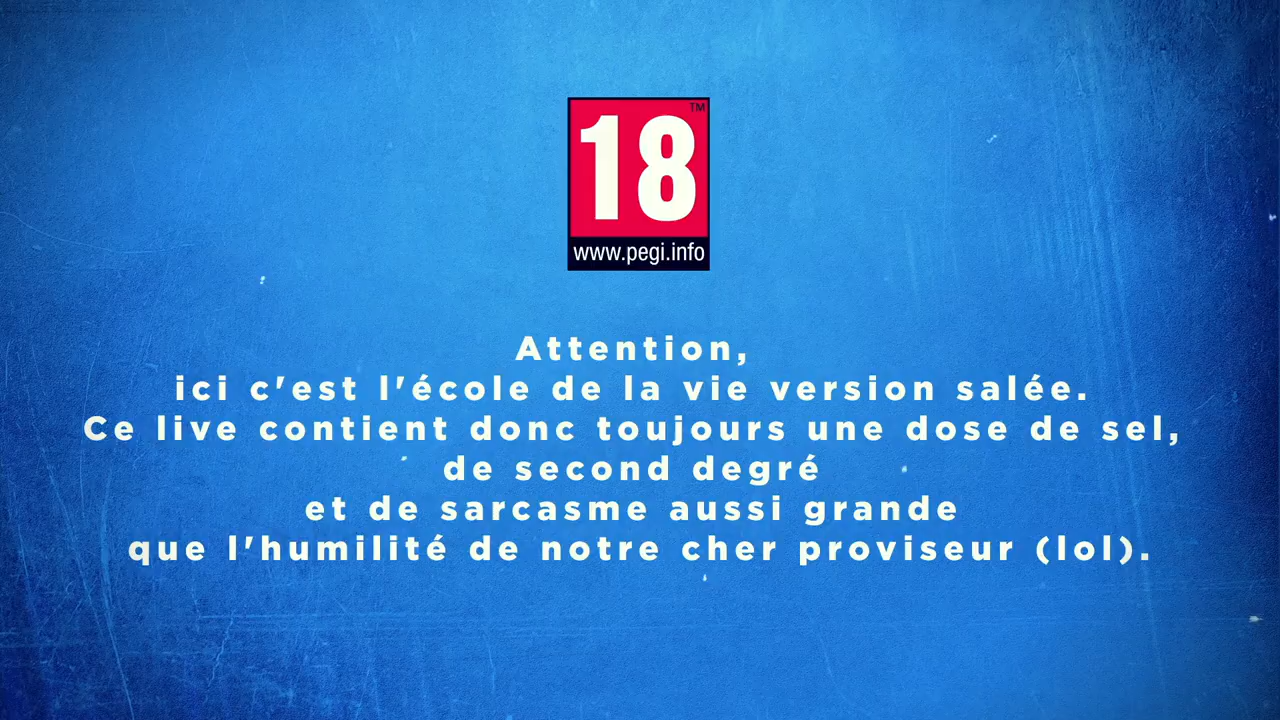 TM
18
www.pegi.info
Attention,
ici c'est l'école de la vie version salée.
Ce live contient donc toujours une dose de sel,
de second degré
et de sarcasme aussi grande
que l'humilité de notre cher proviseur (lol).